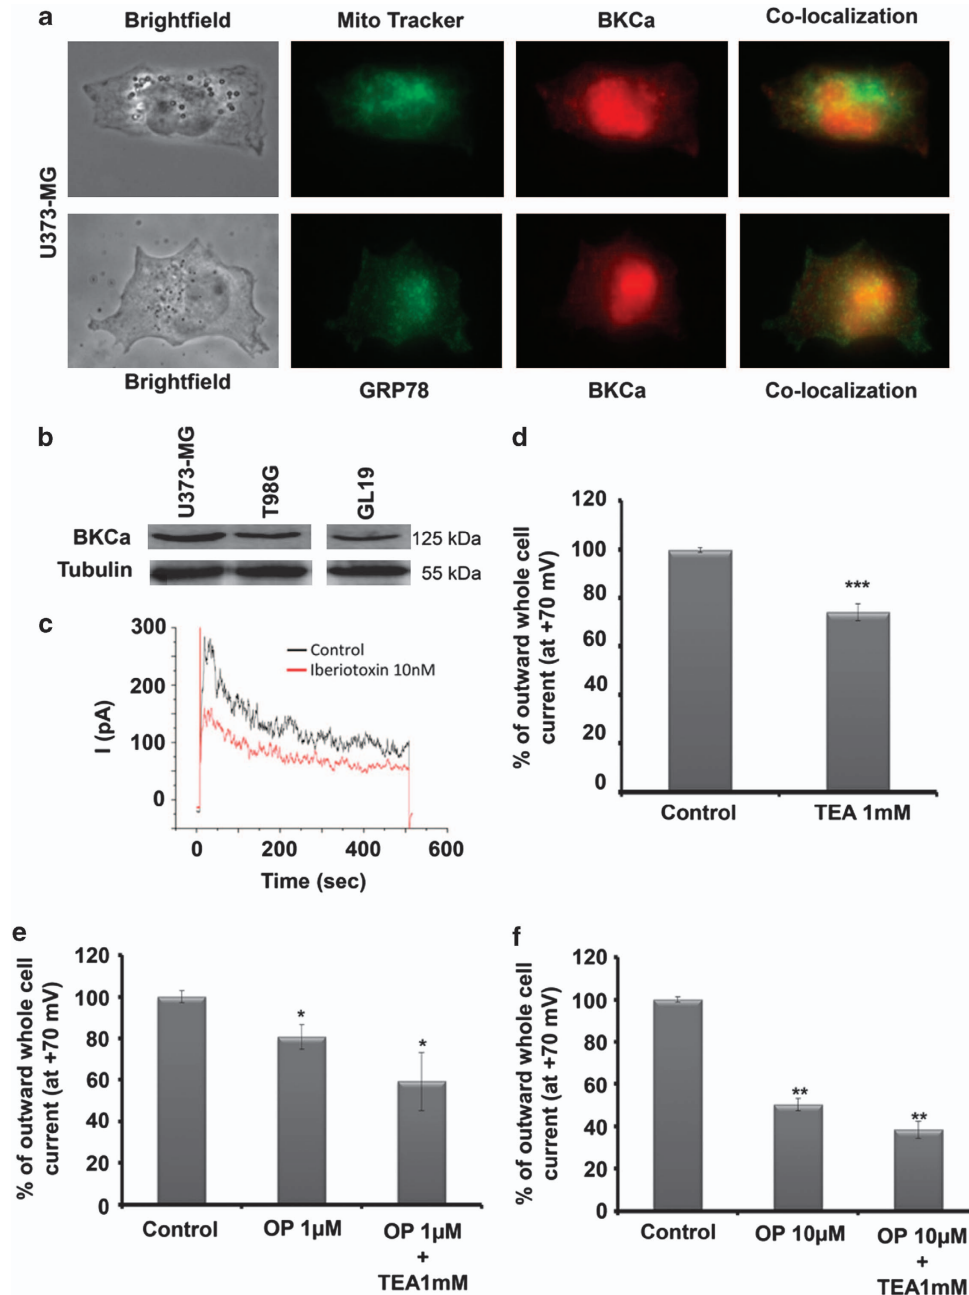 a
Brightfield
Mito Tracker
BKCa
Co-localization
U373-MG
Brightfield
GRP78
BKCa
Co-localization
b
U373-MG
T98G
GL19
BKCa
125 kDa
Tubulin
55 kDa
c
300
200
100
0
I (pA)
Control
Iberiotoxin 10nM
0
200
400
600
Time (sec)
d
% of outward whole cell
current (at +70 mV)
120
100
80
60
40
20
0
***
Control
TEA 1mM
e
% of outward whole cell
current (at +70 mV)
120
100
80
60
40
20
0
*
*
Control
OP 1µM
OP 1µM
+
TEA1mM
f
% of outward whole cell
current (at +70 mV)
120
100
80
60
40
20
0
**
**
Control
OP 10µM
OP 10µM
+
TEA1mM